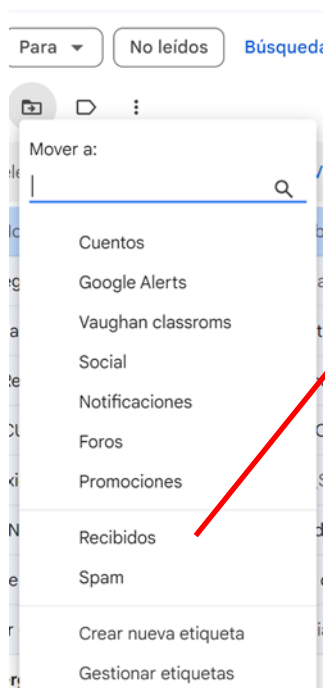 Para
No leídos
Búsqueda
Mover a:
Cuentos
Google Alerts
Vaughan classroms
Social
Notificaciones
Foros
Promociones
Recibidos
Spam
Crear nueva etiqueta
Gestionar etiquetas